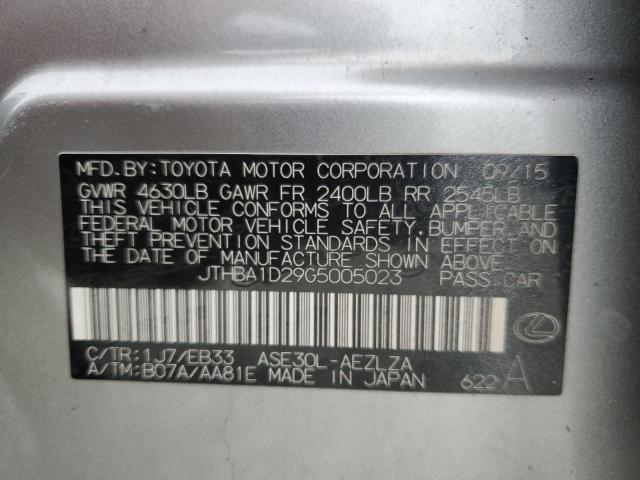 MFD. BY: TOYOTA MOTOR CORPORATION 09/15
GVWR 4630LB GAWR FR 2400LB RR 2545LB
THIS VEHICLE CONFORMS TO ALL APPLICABLE
FEDERAL MOTOR VEHICLE SAFETY, BUMPER AND
THEFT PREVENTION STANDARDS IN EFFECT ON
THE DATE OF MANUFACTURE SHOWN ABOVE.
JTHBA1D29G5005023 PASS. CAR
C/TR: 1J7/EB33 ASE30L-AEZLZA
A/TM: B07A/AA81E MADE IN JAPAN 622 A